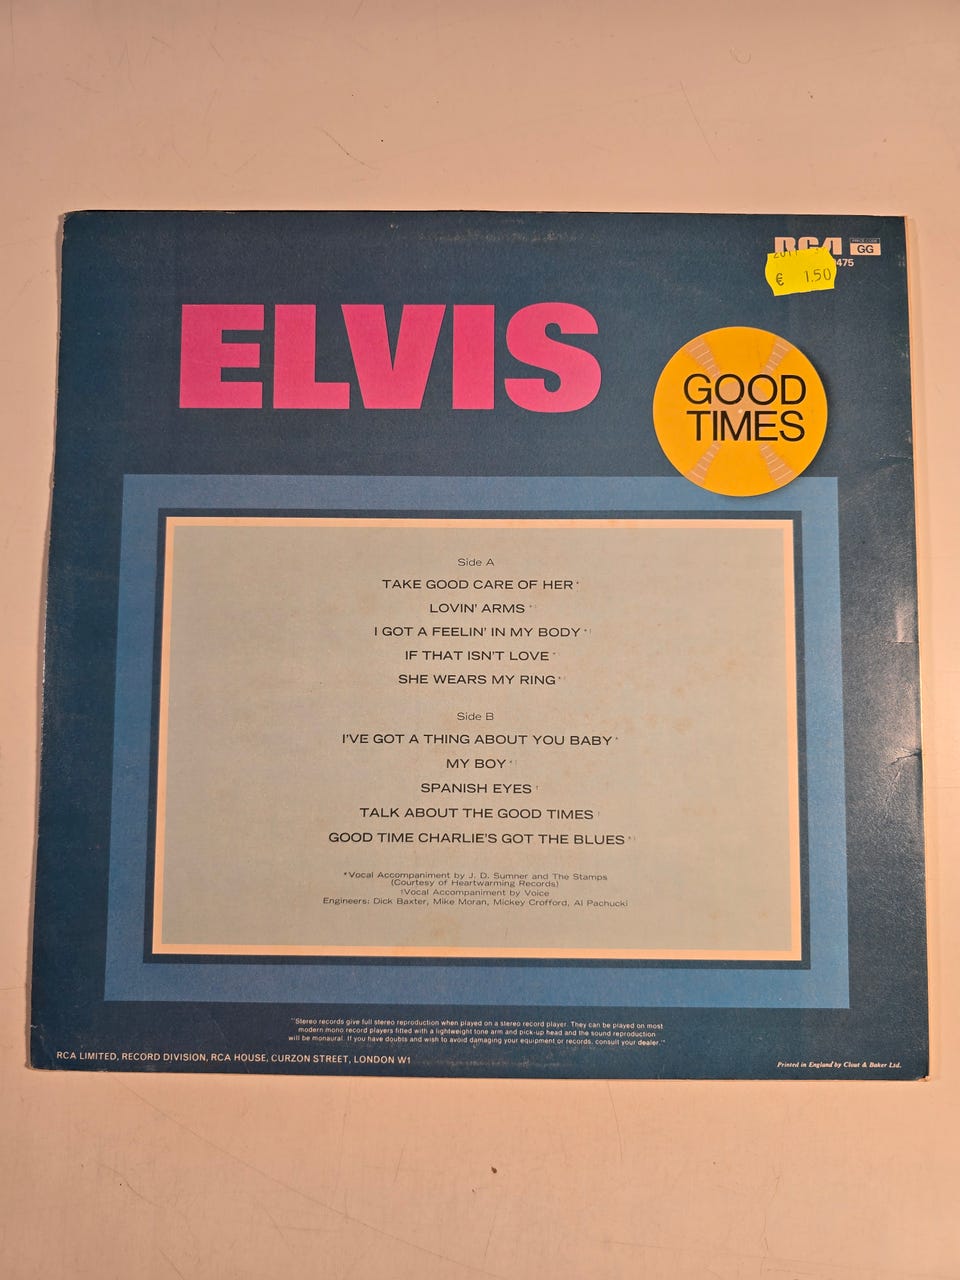 RCA
PRICE CODE
GG
475
€ 1.50
ELVIS
GOOD
TIMES
Side A
TAKE GOOD CARE OF HER*
LOVIN' ARMS*†
I GOT A FEELIN' IN MY BODY*†
IF THAT ISN'T LOVE*
SHE WEARS MY RING*†
Side B
I'VE GOT A THING ABOUT YOU BABY*
MY BOY*†
SPANISH EYES†
TALK ABOUT THE GOOD TIMES†
GOOD TIME CHARLIE'S GOT THE BLUES*†
*Vocal Accompaniment by J. D. Sumner and The Stamps
(Courtesy of Heartwarming Records)
†Vocal Accompaniment by Voice
Engineers: Dick Baxter, Mike Moran, Mickey Crofford, Al Pachucki
"Stereo records give full stereo reproduction when played on a stereo record player. They can be played on most
modern mono record players fitted with a lightweight tone arm and pick-up head and the sound reproduction
will be monaural. If you have doubts and wish to avoid damaging your equipment or records, consult your dealer."
RCA LIMITED, RECORD DIVISION, RCA HOUSE, CURZON STREET, LONDON W1
Printed in England by Clout & Baker Ltd.